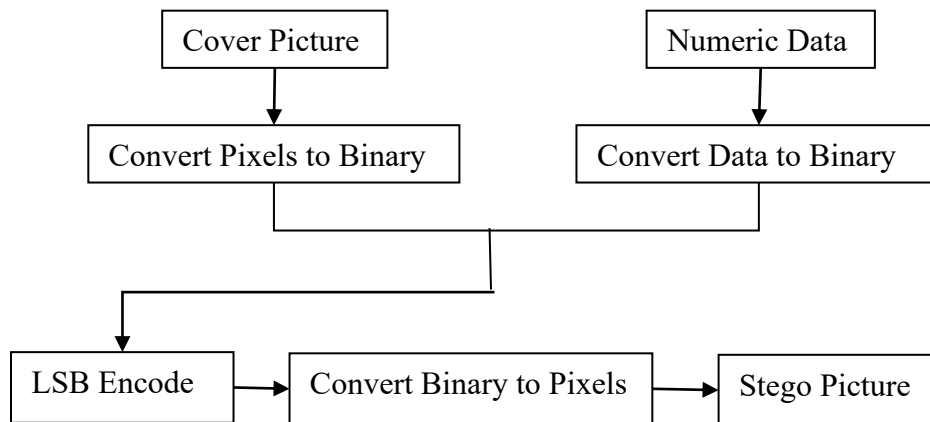 Cover Picture
Numeric Data
Convert Pixels to Binary
Convert Data to Binary
LSB Encode
Convert Binary to Pixels
Stego Picture